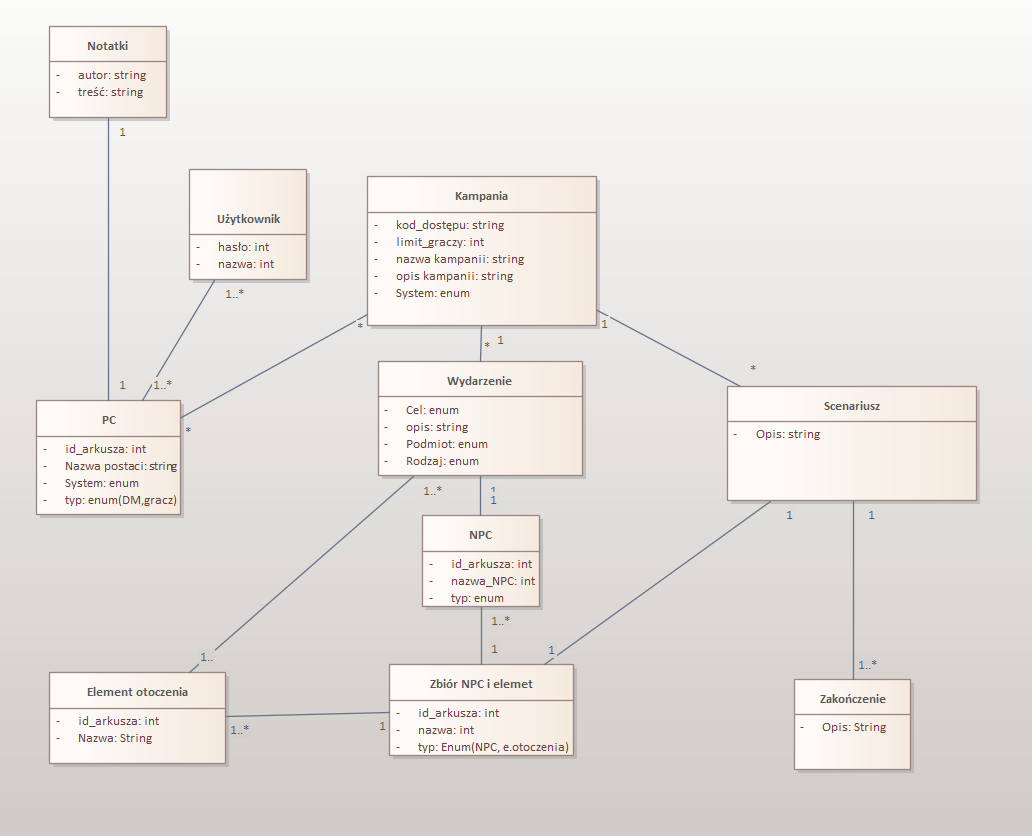 Notatki
- autor: string
- treść: string
1
Użytkownik
- hasło: int
- nazwa: int
1..*
Kampania
- kod_dostępu: string
- limit_graczy: int
- nazwa kampanii: string
- opis kampanii: string
- System: enum
*
* 1
1
*
1 1..*
*
PC
- id_arkusza: int
- Nazwa postaci: string
- System: enum
- typ: enum(DM,gracz)
Wydarzenie
- Cel: enum
- opis: string
- Podmiot: enum
- Rodzaj: enum
1..* 1
1
Scenariusz
- Opis: string
1 1
NPC
- id_arkusza: int
- nazwa_NPC: int
- typ: enum
1..*
1 1
1..
1..*
Element otoczenia
- id_arkusza: int
- Nazwa: String
1..* 1
Zbiór NPC i elemet
- id_arkusza: int
- nazwa: int
- typ: Enum(NPC, e.otoczenia)
Zakończenie
- Opis: String